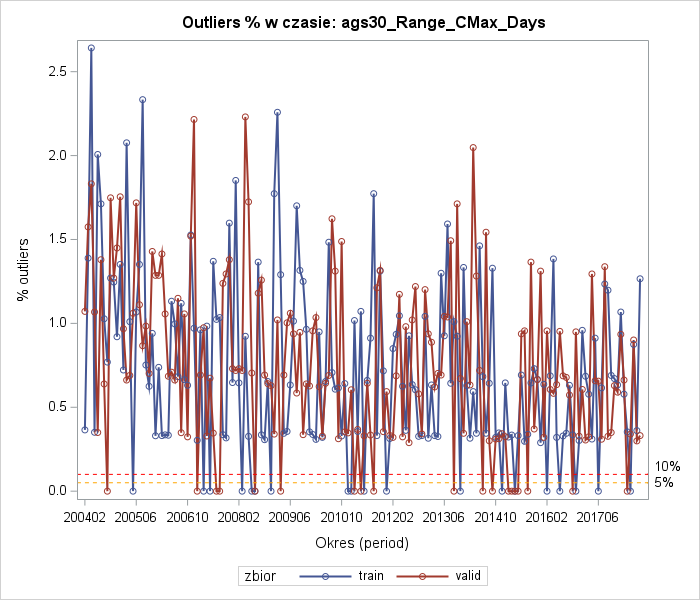 Outliers % w czasie: ags30_Range_CMax_Days
% outliers
2.5
2.0
1.5
1.0
0.5
0.0
10%
5%
200402 200506 200610 200802 200906 201010 201202 201306 201410 201602 201706
Okres (period)
zbior train valid